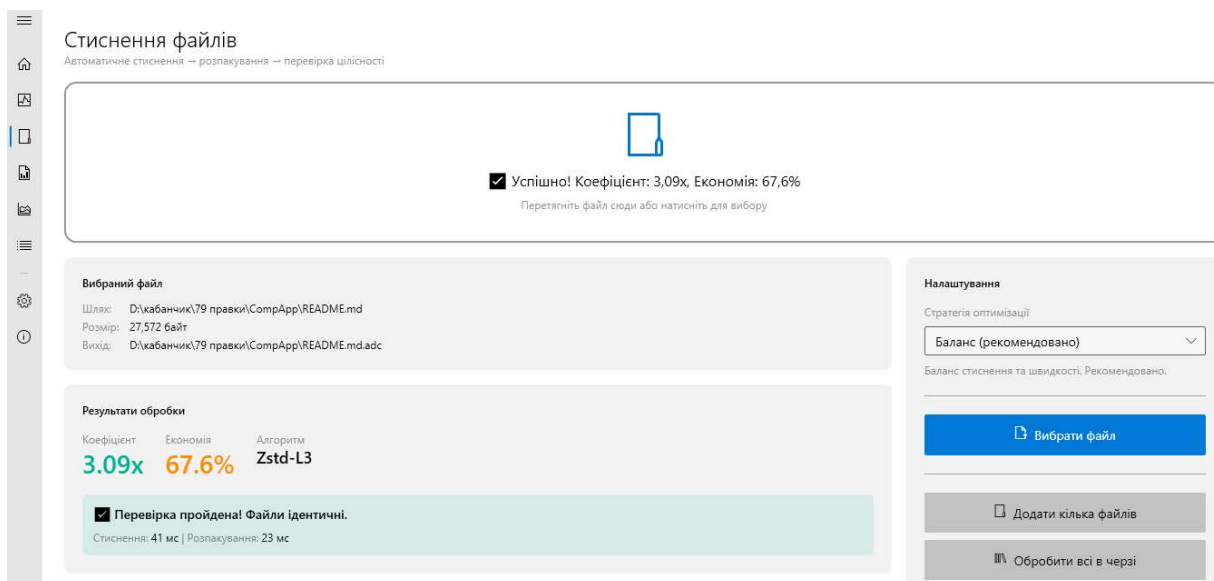 Стиснення файлів
Автоматичне стиснення → розпакування → перевірка цілісності
Успішно! Коефіцієнт: 3,09x, Економія: 67,6%
Перетягніть файл сюди або натисніть для вибору
Вибраний файл
Шлях: D:\кабанчик\79 правки\CompApp\README.md
Розмір: 27,572 байт
Вихід: D:\кабанчик\79 правки\CompApp\README.md.adc
Результати обробки
Коефіцієнт Економія Алгоритм
3.09x 67.6% Zstd-L3
Перевірка пройдена! Файли ідентичні.
Стиснення: 41 мс | Розпакування: 23 мс
Налаштування
Стратегія оптимізації
Баланс (рекомендовано)
Баланс стиснення та швидкості. Рекомендовано.
Вибрати файл
Додати кілька файлів
Обробити всі в черзі